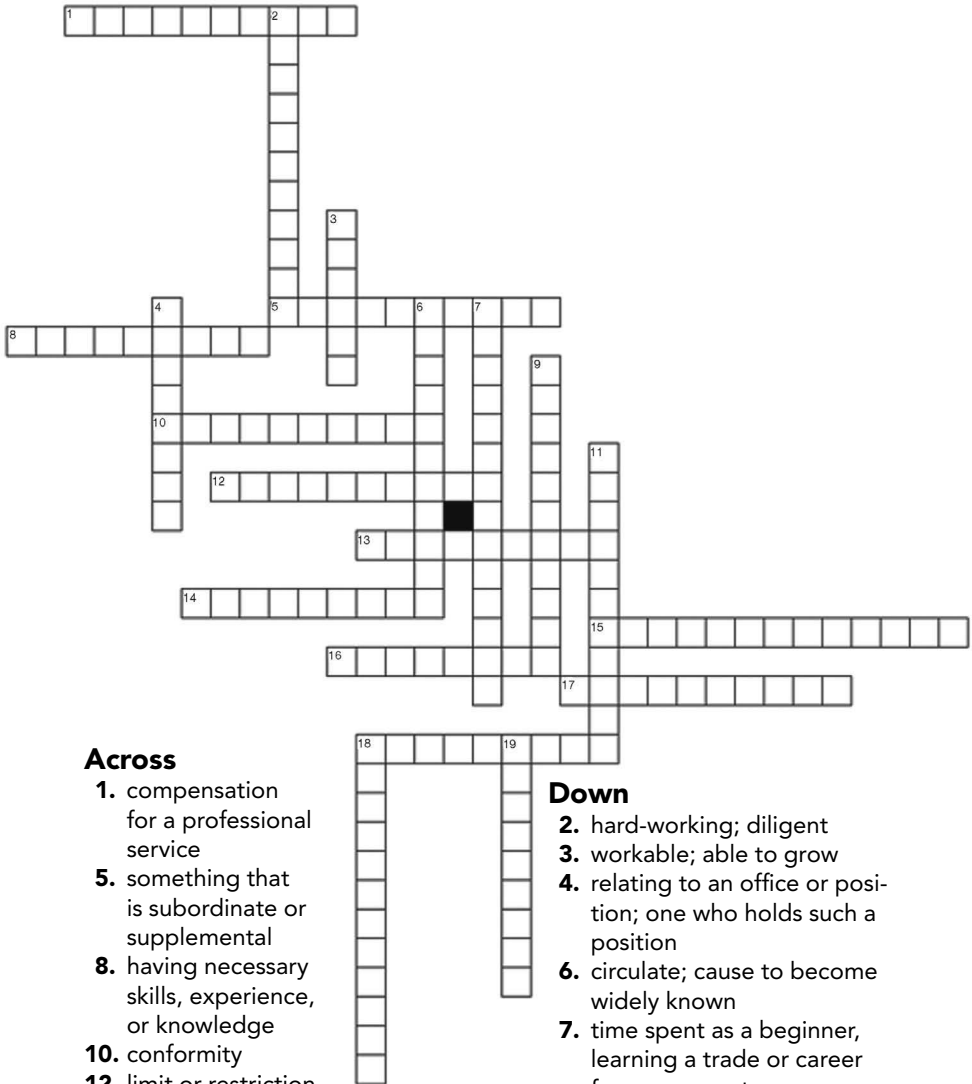 1
2
3
4
5
6
7
8
9
10
11
12
13
14
15
16
17
18
19
Across
1. compensation
for a professional
service
5. something that
is subordinate or
supplemental
8. having necessary
skills, experience,
or knowledge
10. conformity
12. limit or restriction
Down
2. hard-working; diligent
3. workable; able to grow
4. relating to an office or posi-
tion; one who holds such a
position
6. circulate; cause to become
widely known
7. time spent as a beginner,
learning a trade or career